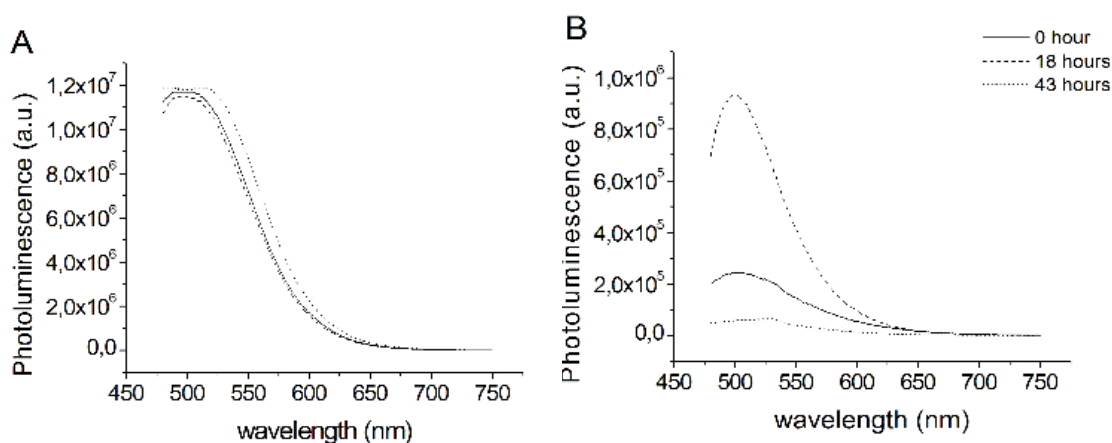 A
Photoluminescence (a.u.)
1,2x10⁷
1,0x10⁷
8,0x10⁶
6,0x10⁶
4,0x10⁶
2,0x10⁶
0,0
450 500 550 600 650 700 750
wavelength (nm)
B
0 hour
18 hours
43 hours
Photoluminescence (a.u.)
1,0x10⁶
8,0x10⁵
6,0x10⁵
4,0x10⁵
2,0x10⁵
0,0
450 500 550 600 650 700 750
wavelength (nm)